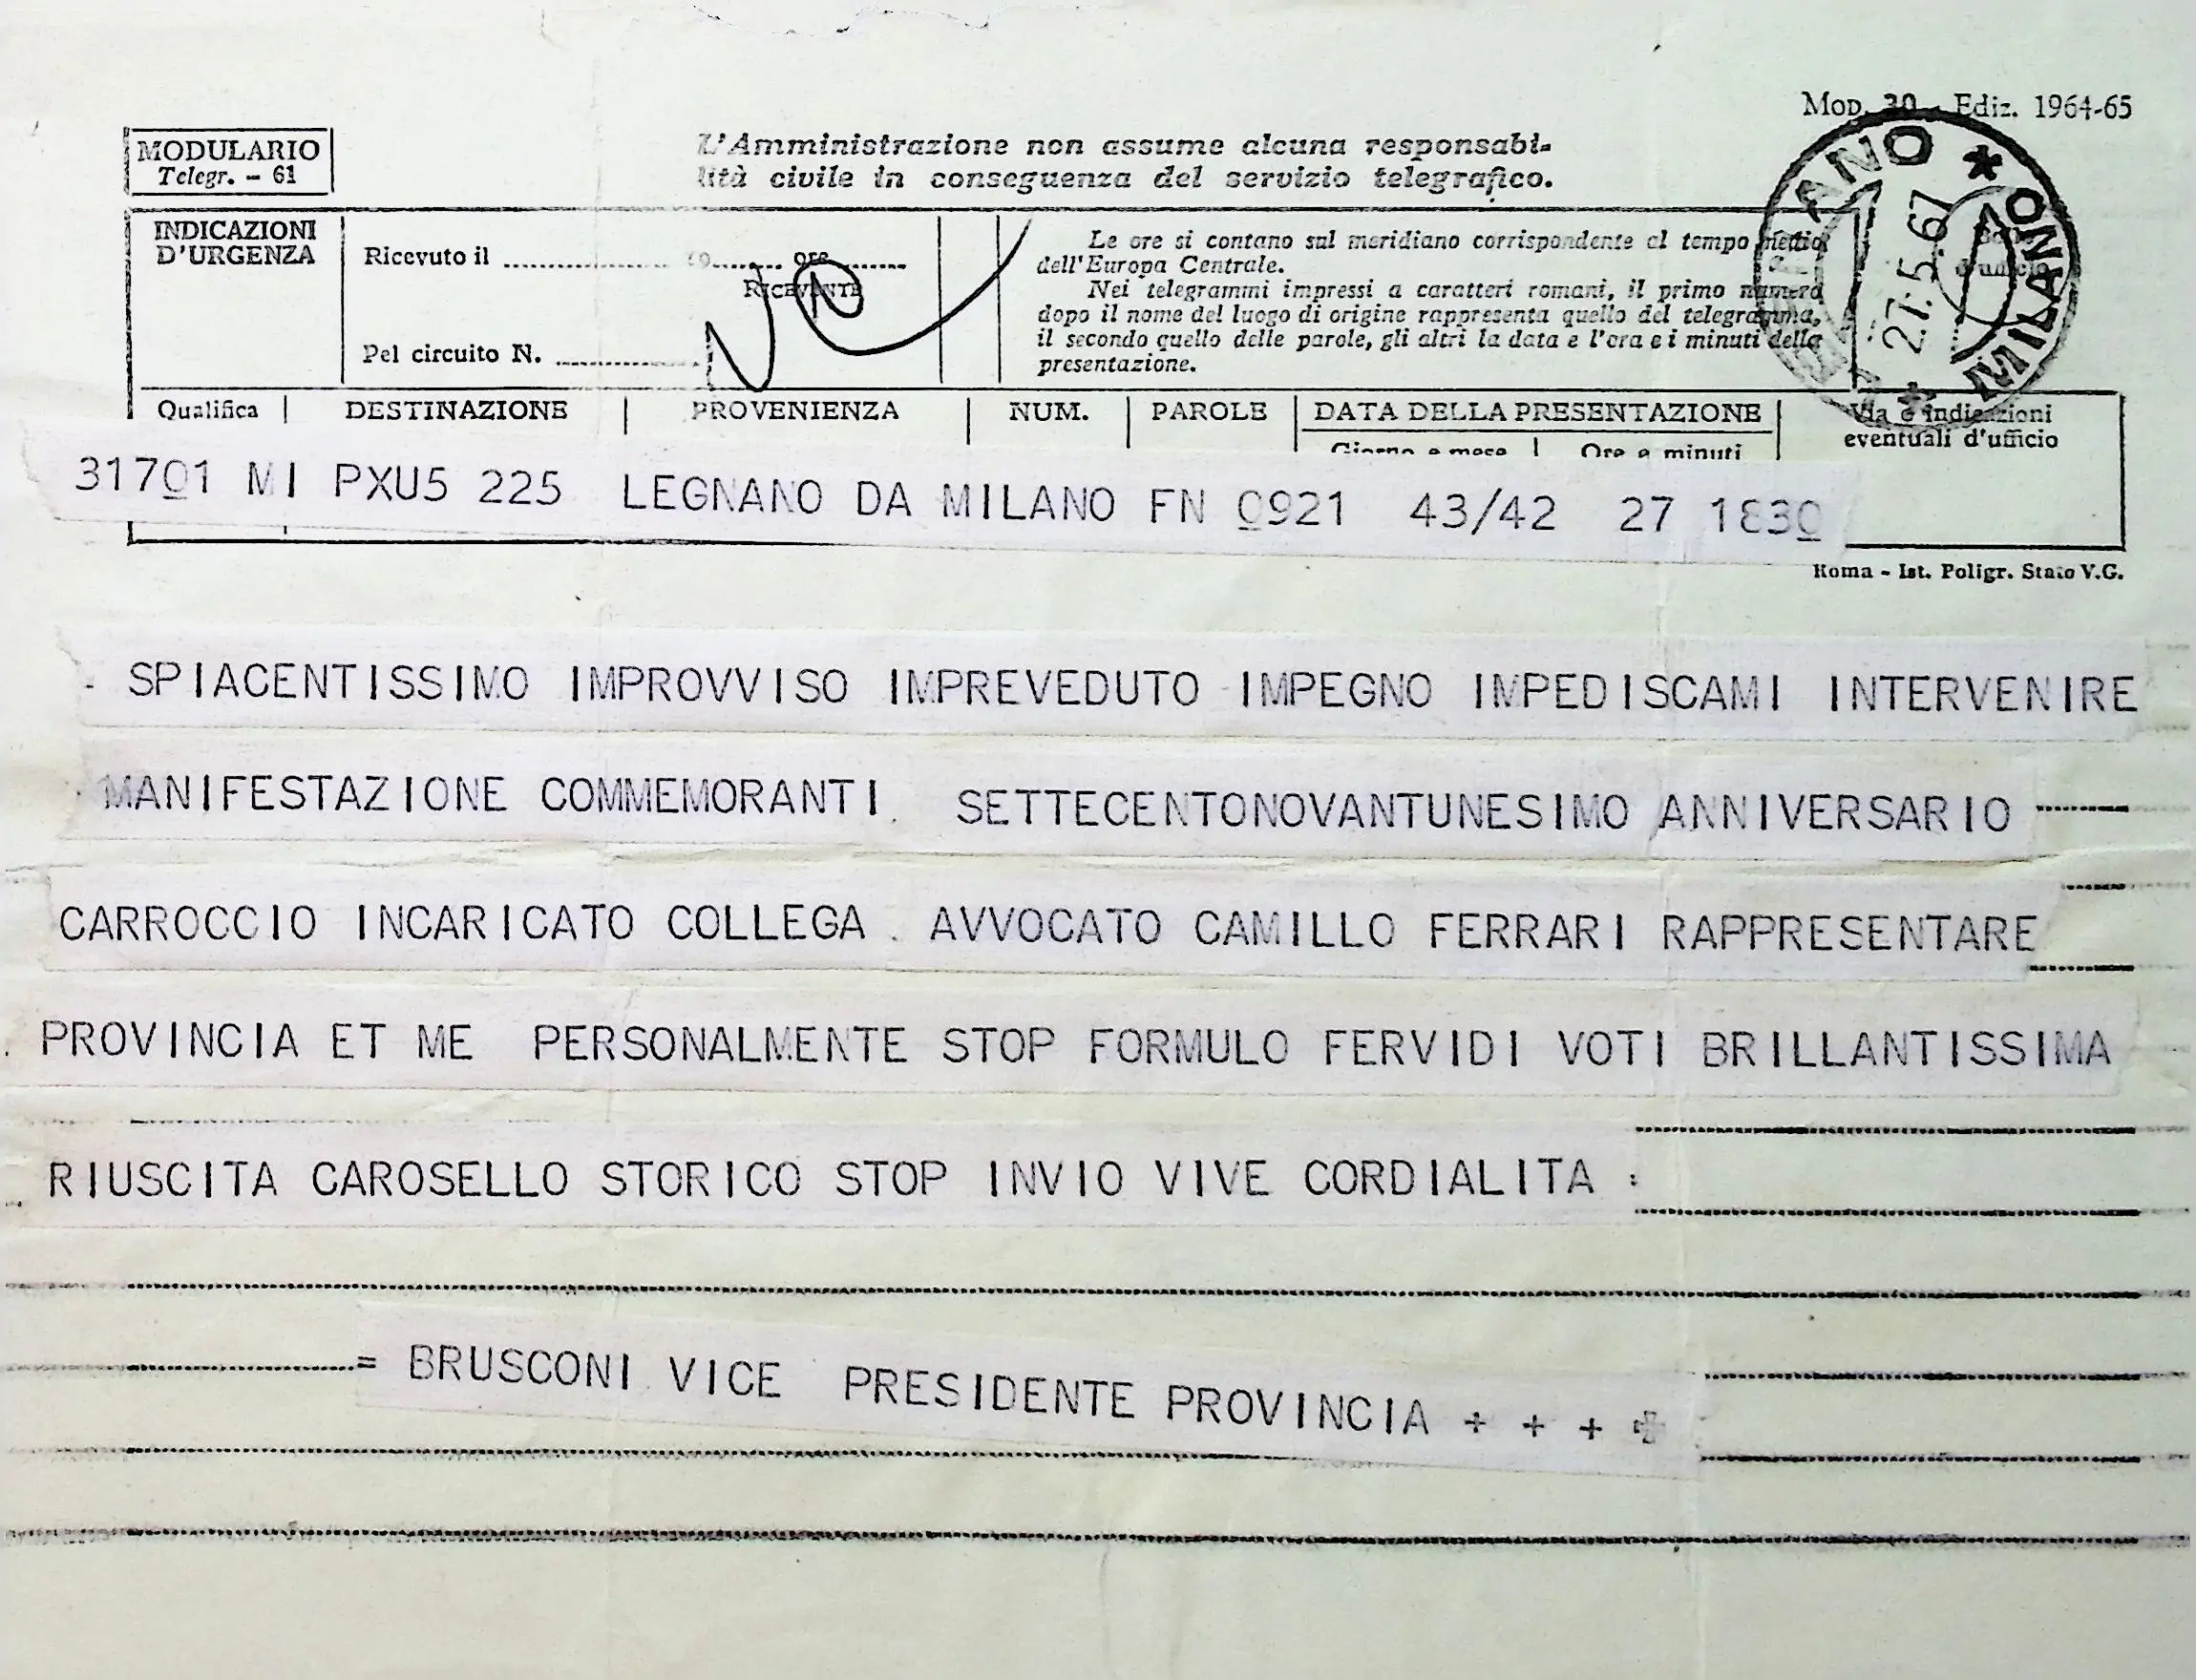 Mod. 30 - Ediz. 1964-65
MODULARIO
Telegr. - 61
L'Amministrazione non assume alcuna responsabi-
lità civile in conseguenza del servizio telegrafico.
INDICAZIONI
D'URGENZA
Ricevuto il
19 ore
RICEVENTE
Pel circuito N.
Le ore si contano sul meridiano corrispondente al tempo medio
dell'Europa Centrale.
Nei telegrammi impressi a caratteri romani, il primo numero
dopo il nome del luogo di origine rappresenta quello del telegramma,
il secondo quello delle parole, gli altri la data e l'ora e i minuti della
presentazione.
MILANO
27.5.67
Qualifica DESTINAZIONE PROVENIENZA NUM. PAROLE DATA DELLA PRESENTAZIONE Via e indicazioni
eventuali d'ufficio
Giorno e mese Ore e minuti
31701 MI PXU5 225 LEGNANO DA MILANO FN 0921 43/42 27 1830
Roma - Ist. Poligr. Stato V.G.
- SPIACENTISSIMO IMPROVVISO IMPREVEDUTO IMPEGNO IMPEDISCAMI INTERVENIRE
MANIFESTAZIONE COMMEMORANTI SETTECENTONOVANTUNESIMO ANNIVERSARIO
CARROCCIO INCARICATO COLLEGA AVVOCATO CAMILLO FERRARI RAPPRESENTARE
PROVINCIA ET ME PERSONALMENTE STOP FORMULO FERVIDI VOTI BRILLANTISSIMA
RIUSCITA CAROSELLO STORICO STOP INVIO VIVE CORDIALITA :
= BRUSCONI VICE PRESIDENTE PROVINCIA + + + +